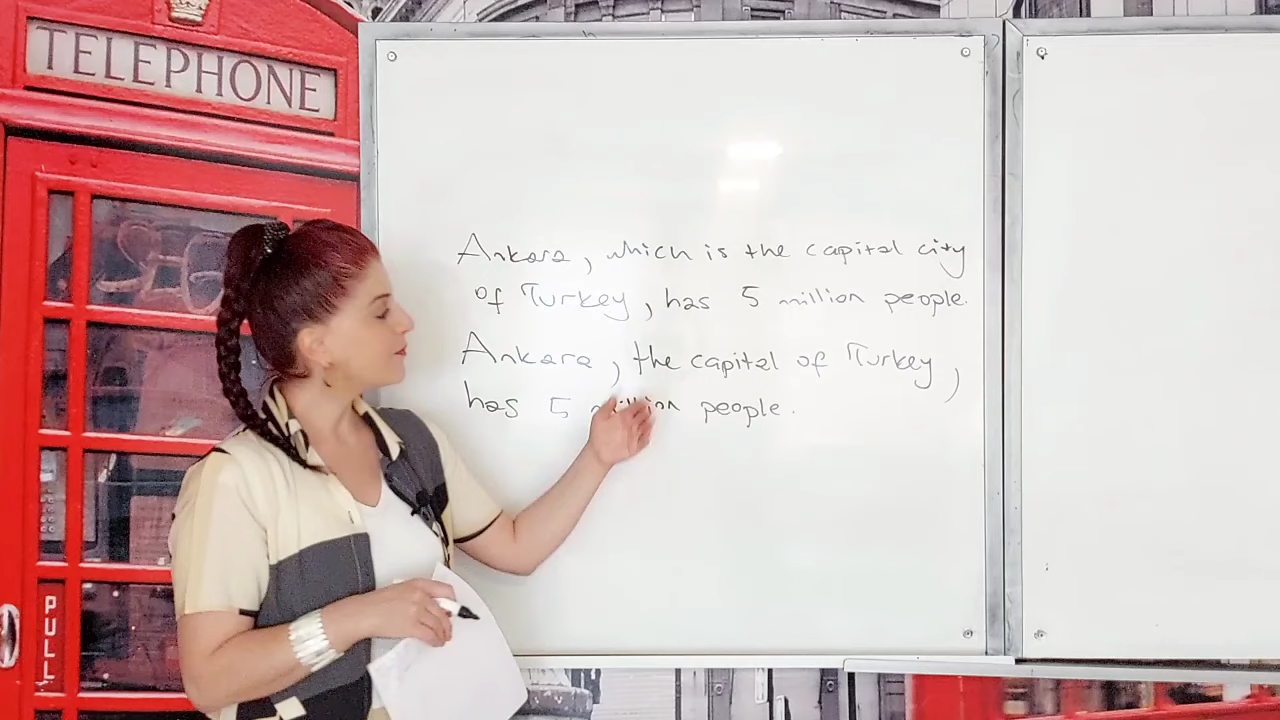 TELEPHONE
PULL
Ankara, which is the capital city
of Turkey, has 5 million people.
Ankara, the capital of Turkey,
has 5 million people.